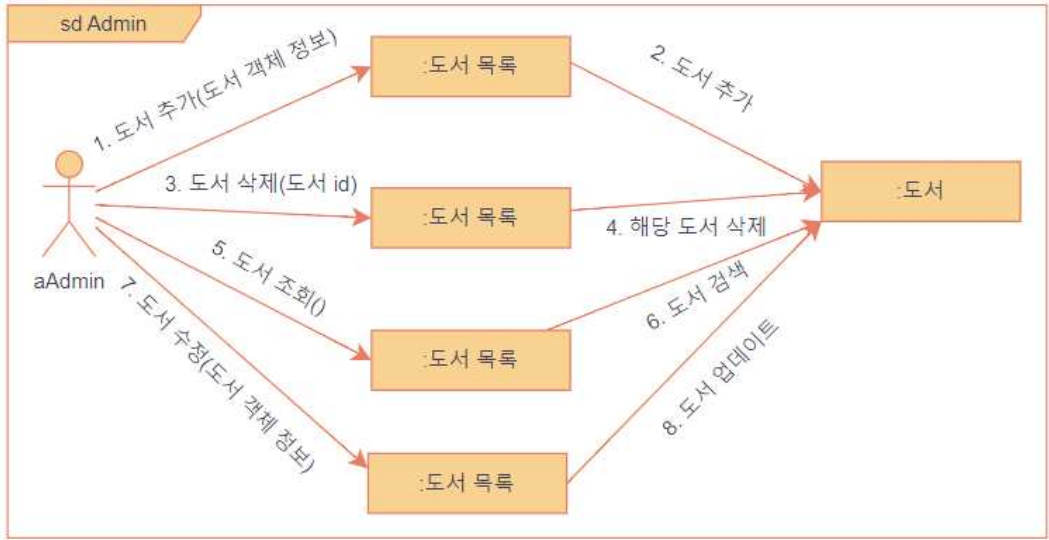 sd Admin
1. 도서 추가(도서 객체 정보)
:도서 목록
2. 도서 추가
3. 도서 삭제(도서 id)
:도서 목록
:도서
4. 해당 도서 삭제
aAdmin
5. 도서 조회()
:도서 목록
6. 도서 검색
7. 도서 수정(도서 객체 정보)
:도서 목록
8. 도서 업데이트